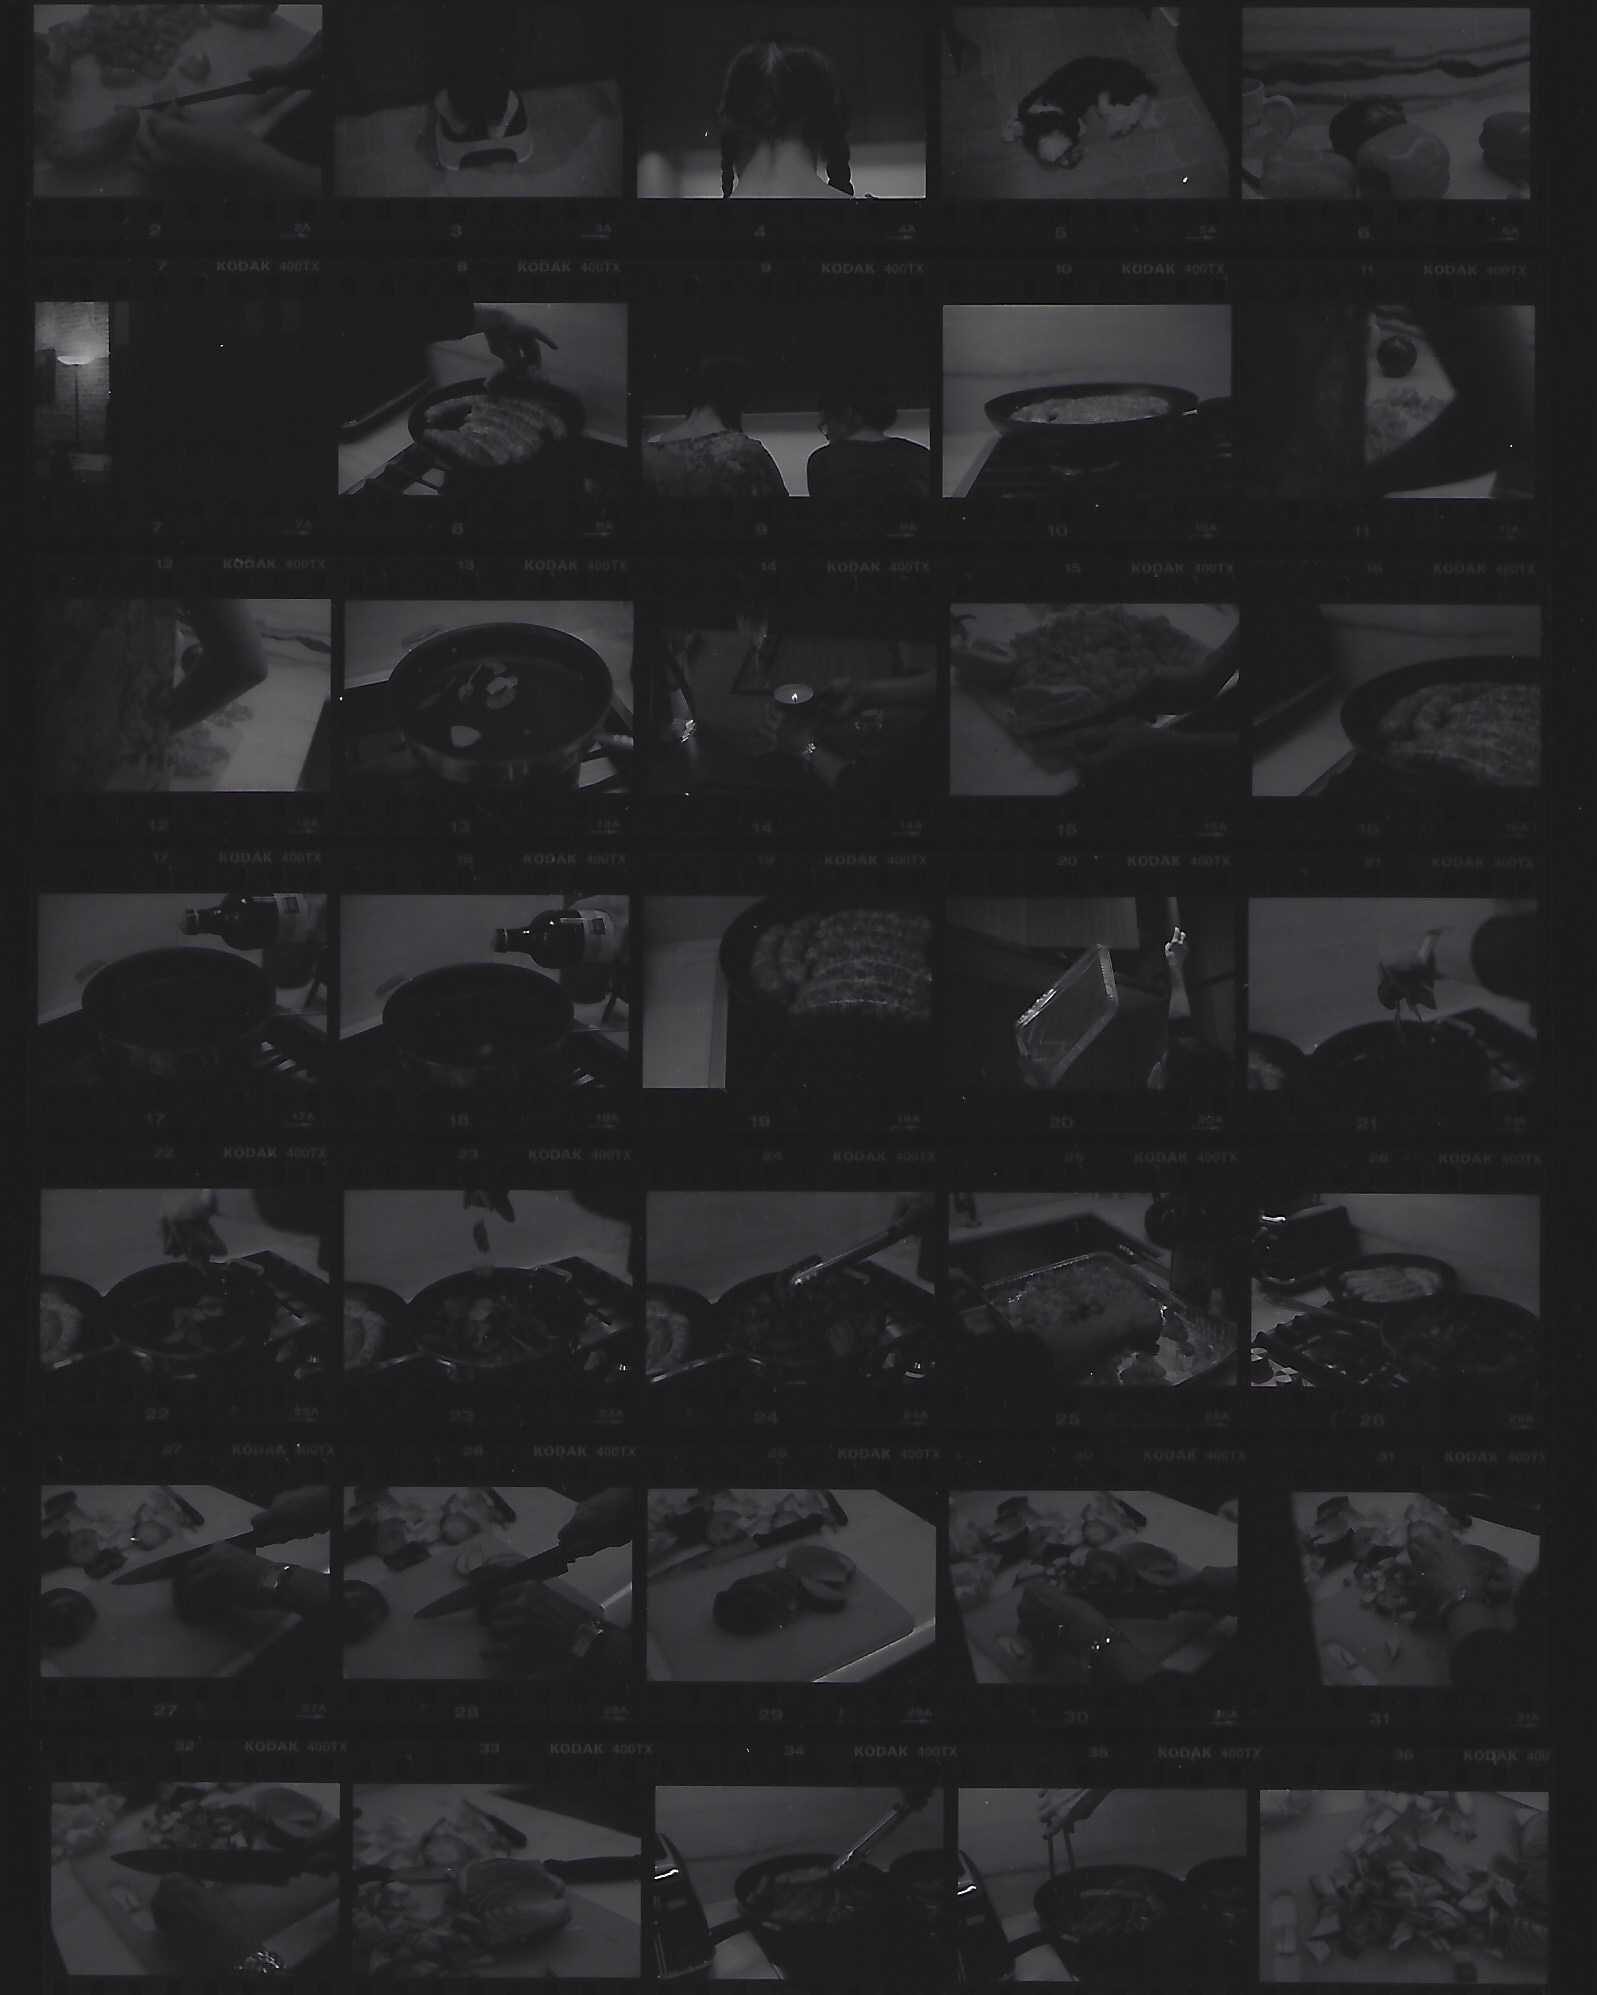 2 2A 3 3A 4 4A 5 5A 6 6A
7 KODAK 400TX 8 KODAK 400TX 9 KODAK 400TX 10 KODAK 400TX 11 KODAK 400TX
7 7A 8 8A 9 9A 10 10A 11 11A
12 KODAK 400TX 13 KODAK 400TX 14 KODAK 400TX 15 KODAK 400TX 16 KODAK 400TX
12 12A 13 13A 14 14A 15 15A 16 16A
17 KODAK 400TX 18 KODAK 400TX 19 KODAK 400TX 20 KODAK 400TX 21 KODAK 400TX
17 17A 18 18A 19 19A 20 20A 21 21A
22 KODAK 400TX 23 KODAK 400TX 24 KODAK 400TX 25 KODAK 400TX 26 KODAK 400TX
22 22A 23 23A 24 24A 25 25A 26 26A
27 KODAK 400TX 28 KODAK 400TX 29 KODAK 400TX 30 KODAK 400TX 31 KODAK 400TX
27 27A 28 28A 29 29A 30 30A 31 31A
32 KODAK 400TX 33 KODAK 400TX 34 KODAK 400TX 35 KODAK 400TX 36 KODAK 400